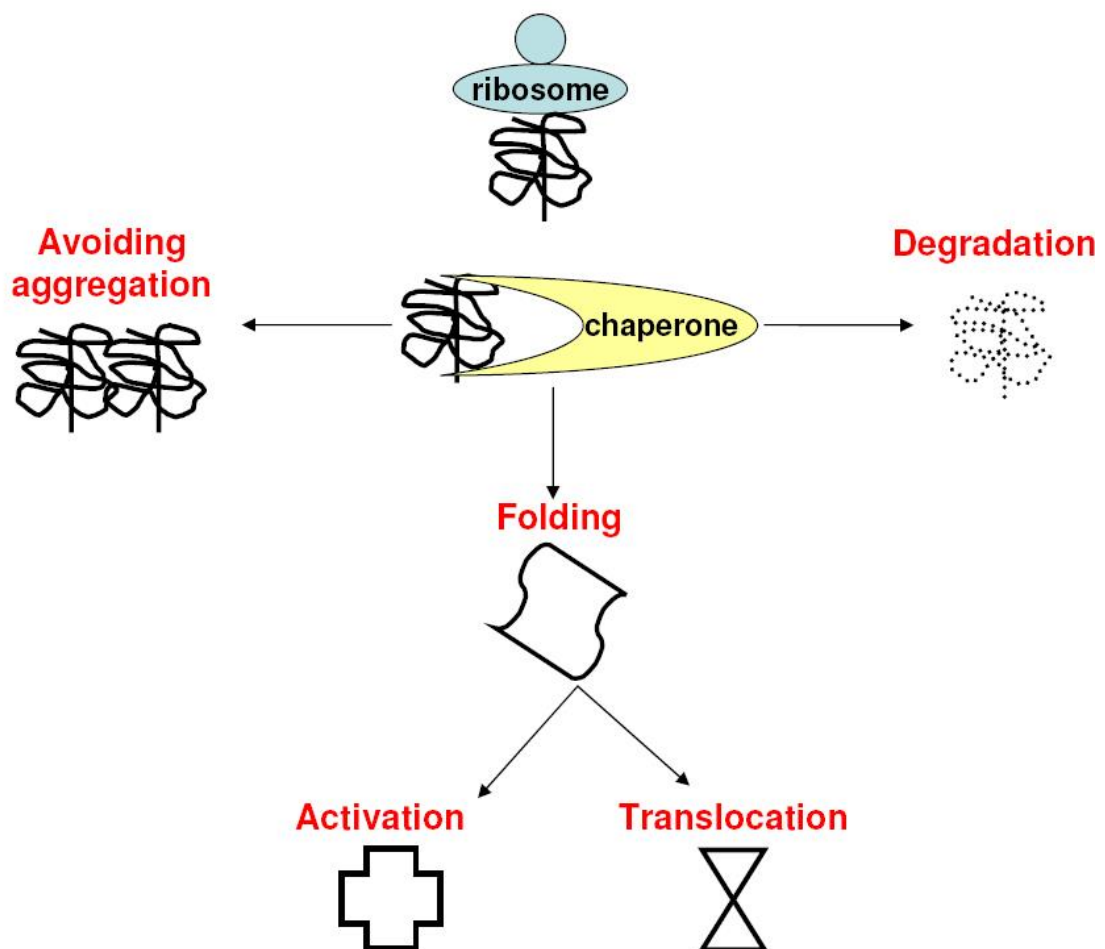 ribosome
Avoiding
aggregation
Degradation
chaperone
Folding
Activation
Translocation